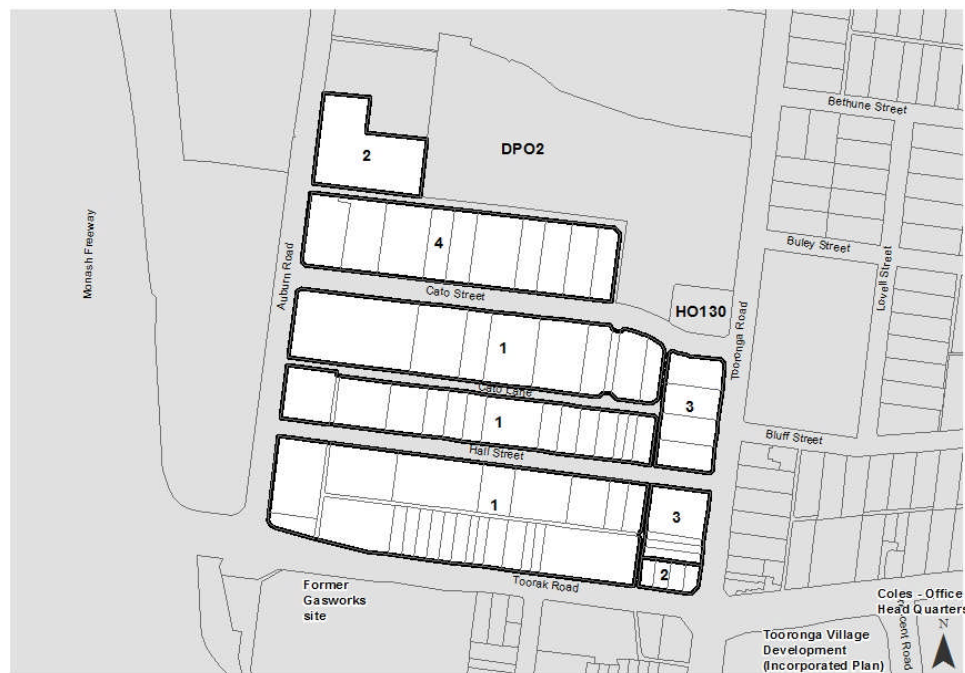 Bethune Street
2
DPO2
Buley Street
Lovell Street
Monash Freeway
Auburn Road
4
Cato Street
HO130
Tooronga Road
1
3
Cato Lane
1
Bluff Street
Hall Street
1
3
2
Toorak Road
Former
Gasworks
site
Coles - Office
Head Quarters
N
Tooronga Village
Development
(Incorporated Plan)
cent Road